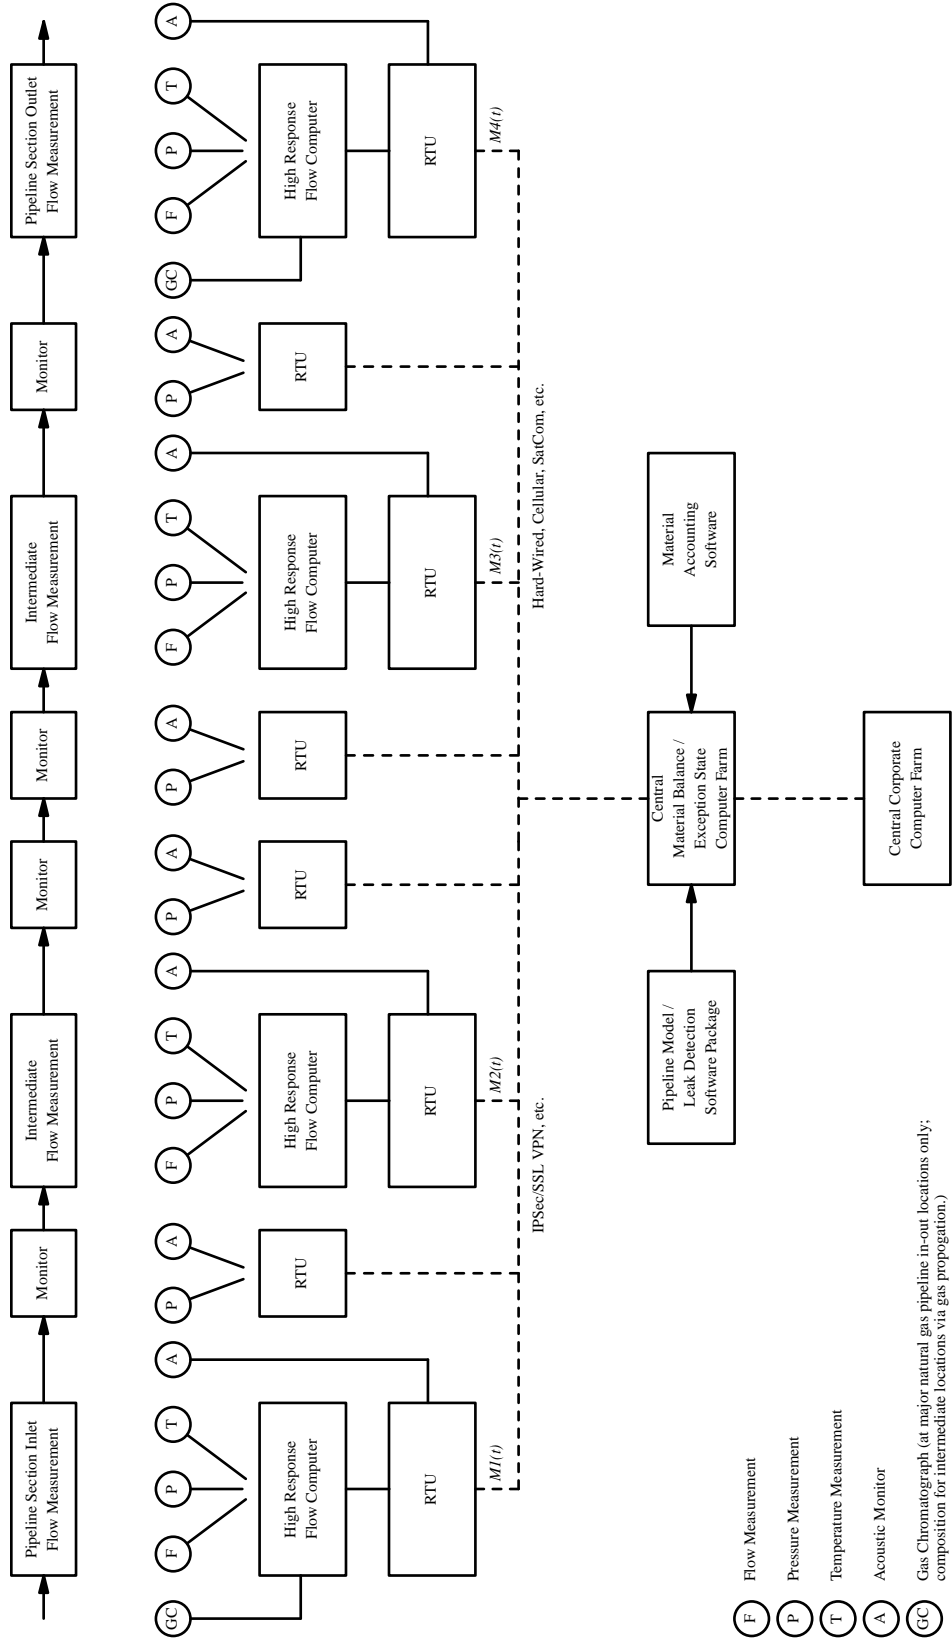 Pipeline Section Inlet
Flow Measurement
Monitor
Intermediate
Flow Measurement
Monitor
Monitor
Intermediate
Flow Measurement
Monitor
Pipeline Section Outlet
Flow Measurement
GC
F
P
T
A
P
A
F
P
T
A
P
A
P
A
F
P
T
A
P
A
GC
F
P
T
A
High Response
Flow Computer
RTU
High Response
Flow Computer
RTU
RTU
High Response
Flow Computer
RTU
High Response
Flow Computer
RTU
RTU
RTU
RTU
M1(t)
M2(t)
M3(t)
M4(t)
IPSec/SSL VPN, etc.
Hard-Wired, Cellular, SatCom, etc.
Pipeline Model /
Leak Detection
Software Package
Central
Material Balance /
Exception State
Computer Farm
Material
Accounting
Software
Central Corporate
Computer Farm
F Flow Measurement
P Pressure Measurement
T Temperature Measurement
A Acoustic Monitor
GC Gas Chromatograph (at major natural gas pipeline in-out locations only;
composition for intermediate locations via gas propogation.)